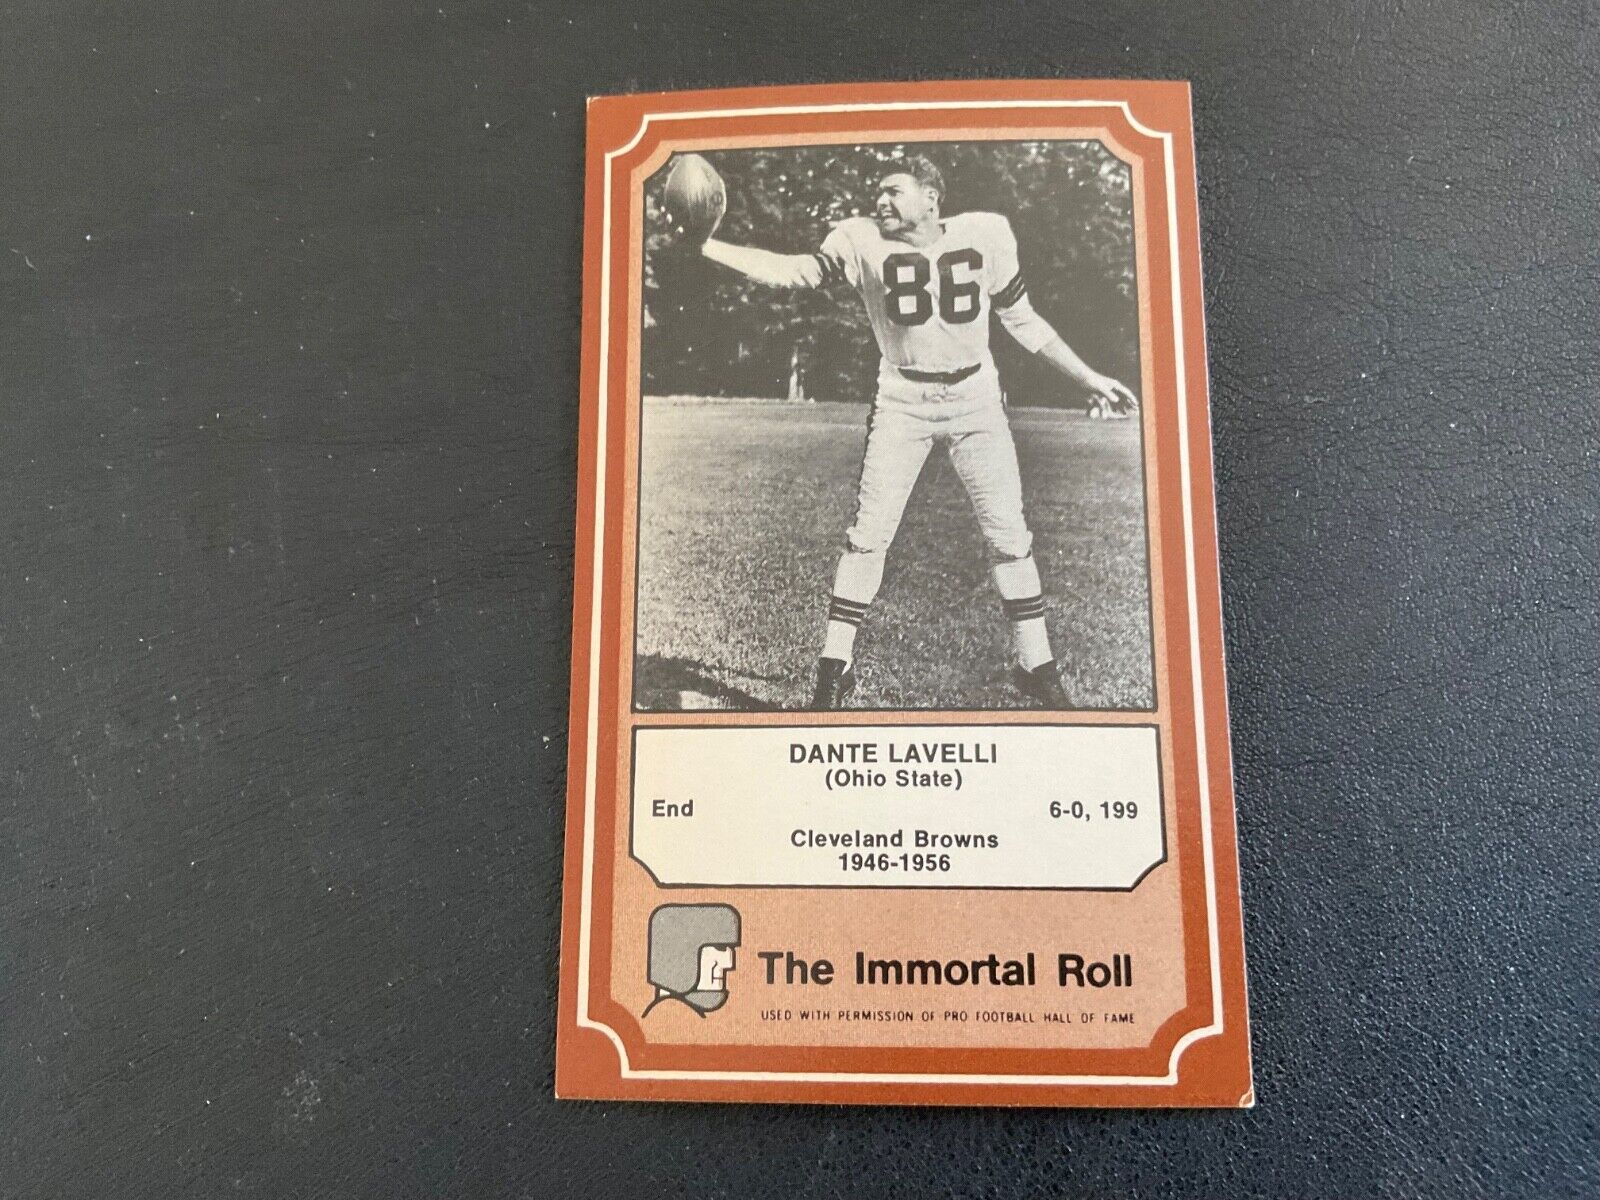 86
DANTE LAVELLI
(Ohio State)
End 6-0, 199
Cleveland Browns
1946-1956
The Immortal Roll
USED WITH PERMISSION OF PRO FOOTBALL HALL OF FAME